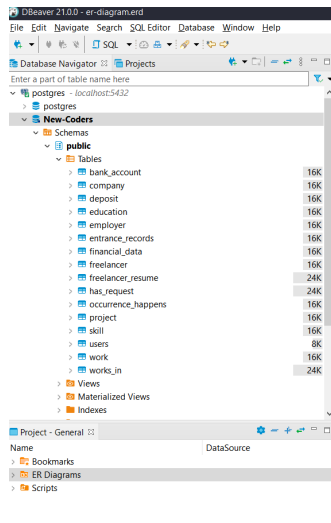 DBeaver 21.0.0 - er-diagram.erd
File Edit Navigate Search SQL Editor Database Window Help
SQL
Database Navigator Projects
Enter a part of table name here
postgres - localhost:5432
postgres
New-Coders
Schemas
public
Tables
bank_account 16K
company 16K
deposit 16K
education 16K
employer 16K
entrance_records 16K
financial_data 16K
freelancer 16K
freelancer_resume 24K
has_request 24K
occurrence_happens 16K
project 16K
skill 16K
users 8K
work 16K
works_in 24K
Views
Materialized Views
Indexes
Project - General
Name DataSource
Bookmarks
ER Diagrams
Scripts